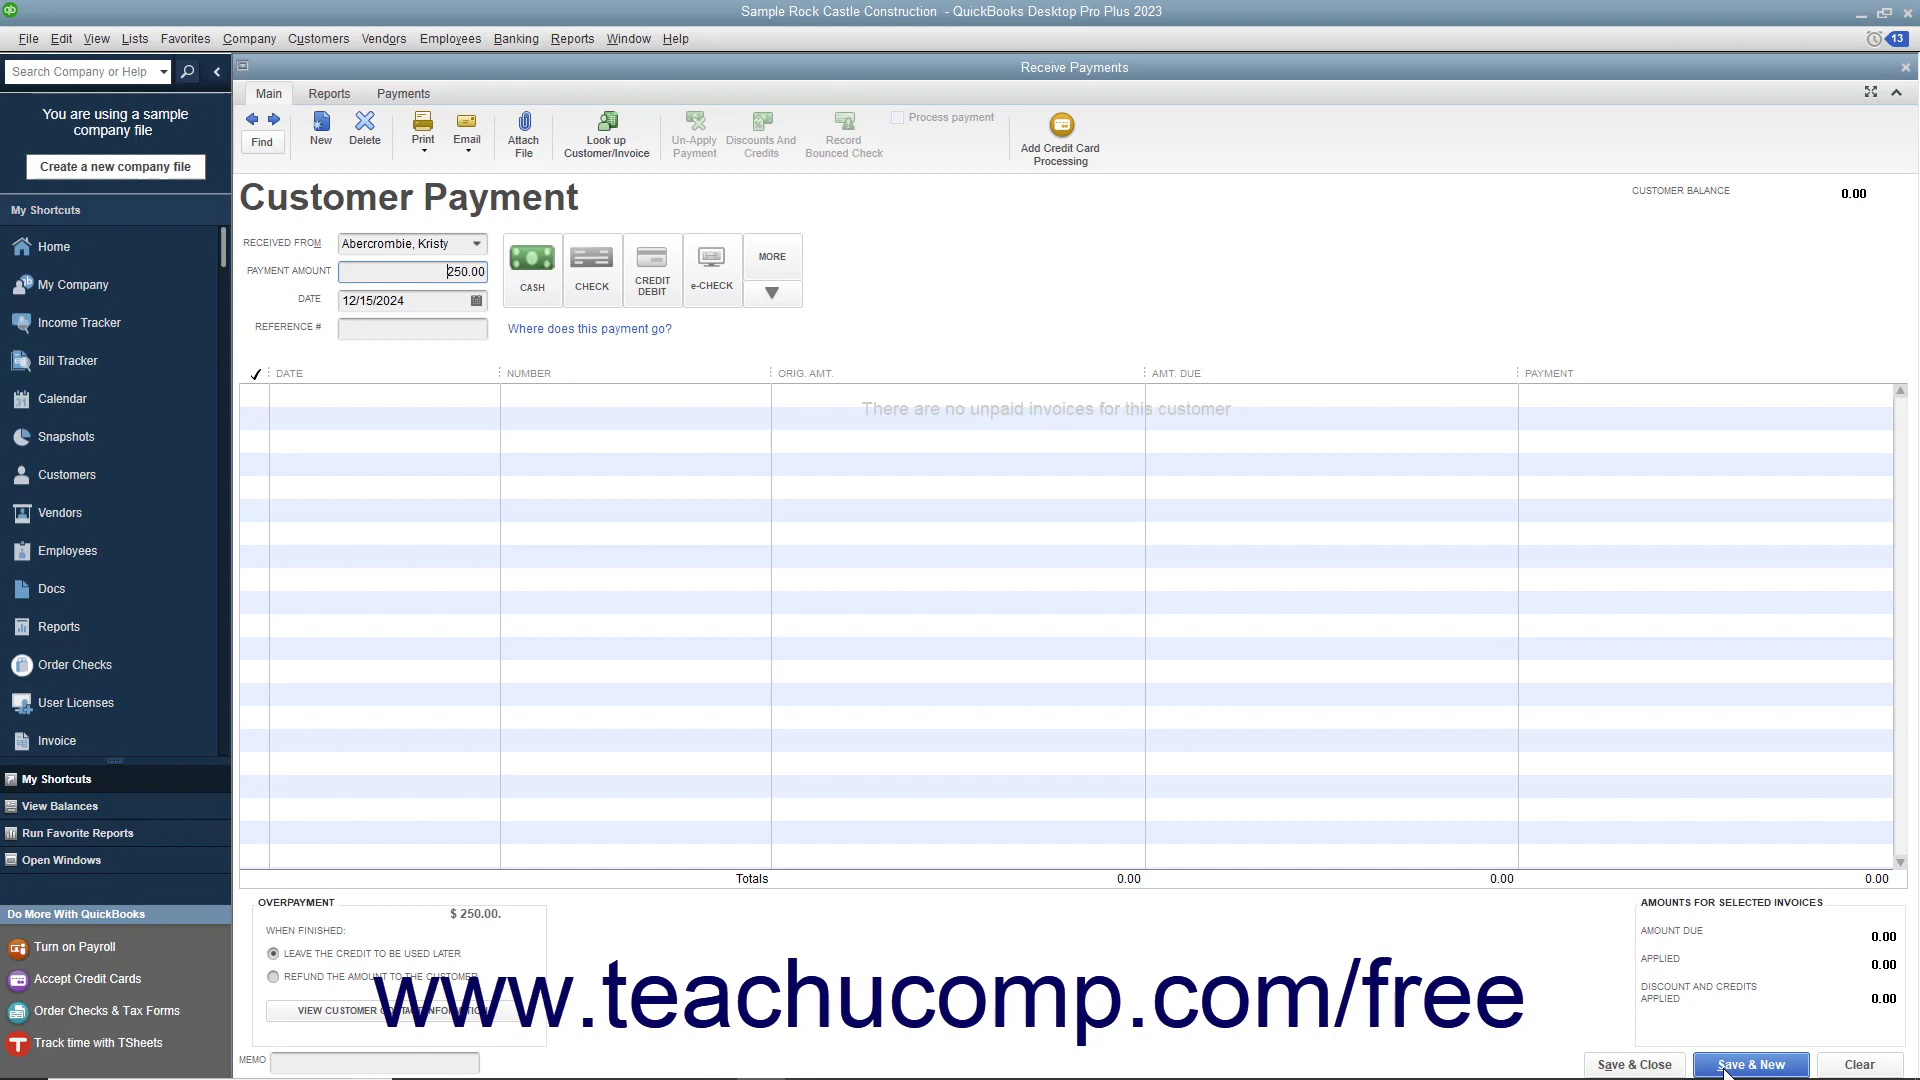 Sample Rock Castle Construction - QuickBooks Desktop Pro Plus 2023
File Edit View Lists Favorites Company Customers Vendors Employees Banking Reports Window Help
13
Search Company or Help
You are using a sample
company file
Create a new company file
My Shortcuts
Home
My Company
Income Tracker
Bill Tracker
Calendar
Snapshots
Customers
Vendors
Employees
Docs
Reports
Order Checks
User Licenses
Invoice
My Shortcuts
View Balances
Run Favorite Reports
Open Windows
Do More With QuickBooks
Turn on Payroll
Accept Credit Cards
Order Checks & Tax Forms
Track time with TSheets
Receive Payments
Main Reports Payments
Find
New
Delete
Print
Email
Attach
File
Look up
Customer/Invoice
Un-Apply
Payment
Discounts And
Credits
Record
Bounced Check
Process payment
Add Credit Card
Processing
Customer Payment
CUSTOMER BALANCE 0.00
RECEIVED FROM Abercrombie, Kristy
PAYMENT AMOUNT 250.00
DATE 12/15/2024
REFERENCE #
CASH
CHECK
CREDIT
DEBIT
e-CHECK
MORE
Where does this payment go?
DATE NUMBER ORIG. AMT. AMT. DUE PAYMENT
There are no unpaid invoices for this customer
Totals 0.00 0.00 0.00
OVERPAYMENT
$ 250.00.
WHEN FINISHED:
LEAVE THE CREDIT TO BE USED LATER
REFUND THE AMOUNT TO THE CUSTOMER
VIEW CUSTOMER CONTACT INFORMATION
MEMO
AMOUNTS FOR SELECTED INVOICES
AMOUNT DUE 0.00
APPLIED 0.00
DISCOUNT AND CREDITS
APPLIED 0.00
www.teachucomp.com/free
Save & Close Save & New Clear